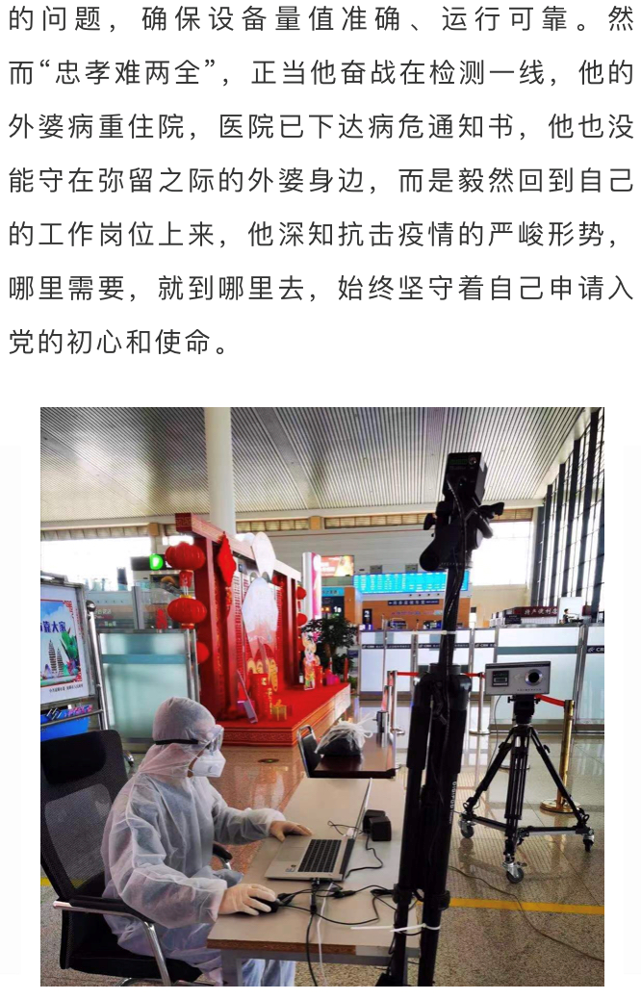 的问题，确保设备量值准确、运行可靠。然
而“忠孝难两全”，正当他奋战在检测一线，他的
外婆病重住院，医院已下达病危通知书，他也没
能守在弥留之际的外婆身边，而是毅然回到自己
的工作岗位上来，他深知抗击疫情的严峻形势，
哪里需要，就到哪里去，始终坚守着自己申请入
党的初心和使命。
D
大家